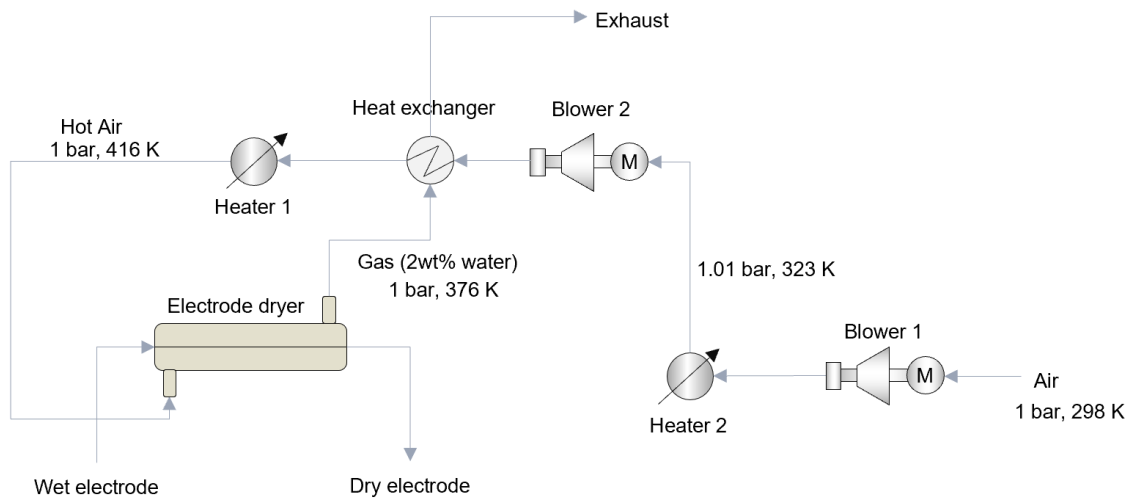 Exhaust
Heat exchanger
Blower 2
Hot Air
1 bar, 416 K
M
Heater 1
Gas (2wt% water)
1 bar, 376 K
1.01 bar, 323 K
Electrode dryer
Blower 1
M
Air
1 bar, 298 K
Heater 2
Wet electrode
Dry electrode